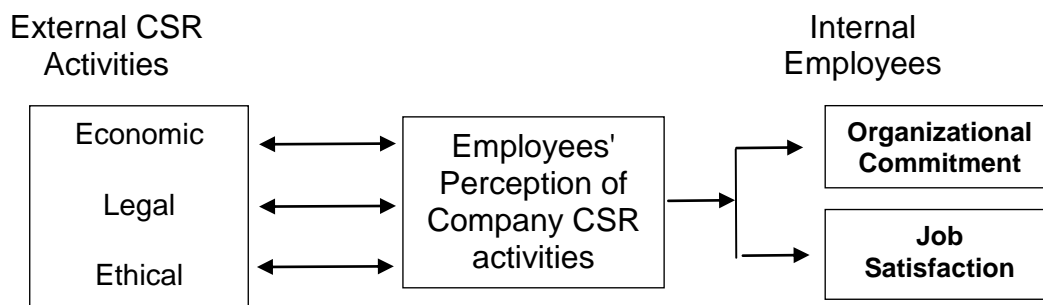 External CSR
Activities
Internal
Employees
Economic
Legal
Ethical
Employees'
Perception of
Company CSR
activities
Organizational
Commitment
Job
Satisfaction